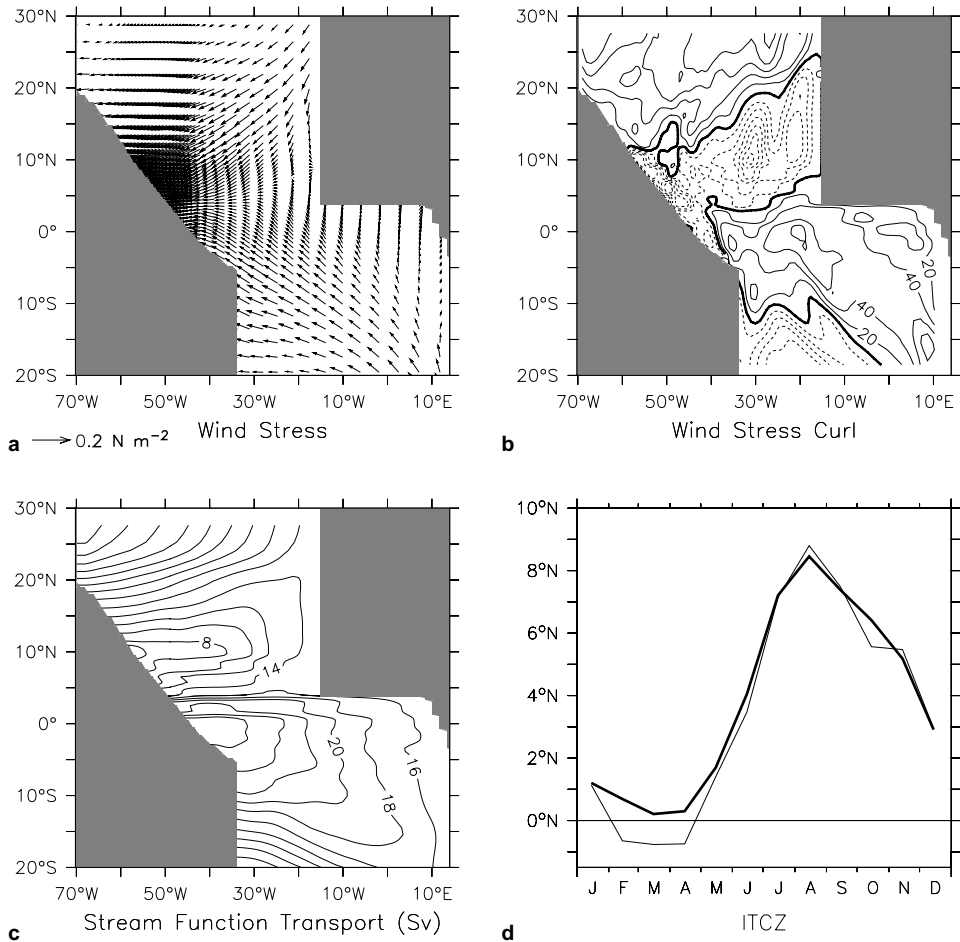 30°N 30°N
20°N 20°N
10°N 10°N
0° 0°
20
40
10°S 10°S
40
20
20°S 20°S
70°W 50°W 30°W 10°W 10°E 70°W 50°W 30°W 10°W 10°E
a 0.2 N m⁻² Wind Stress b Wind Stress Curl
30°N 10°N
20°N 8°N
8 6°N
10°N
14
4°N
0° 20 16 2°N
10°S 18 0°N
20°S
70°W 50°W 30°W 10°W 10°E J F M A M J J A S O N D
c Stream Function Transport (Sv) d ITCZ